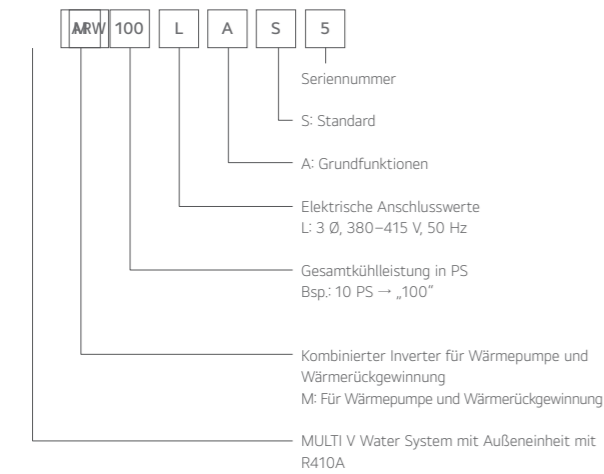 ARW M 100 L A S 5
Seriennummer
S: Standard
A: Grundfunktionen
Elektrische Anschlusswerte
L: 3 Ø, 380–415 V, 50 Hz
Gesamtkühlleistung in PS
Bsp.: 10 PS → „100“
Kombinierter Inverter für Wärmepumpe und
Wärmerückgewinnung
M: Für Wärmepumpe und Wärmerückgewinnung
MULTI V Water System mit Außeneinheit mit
R410A